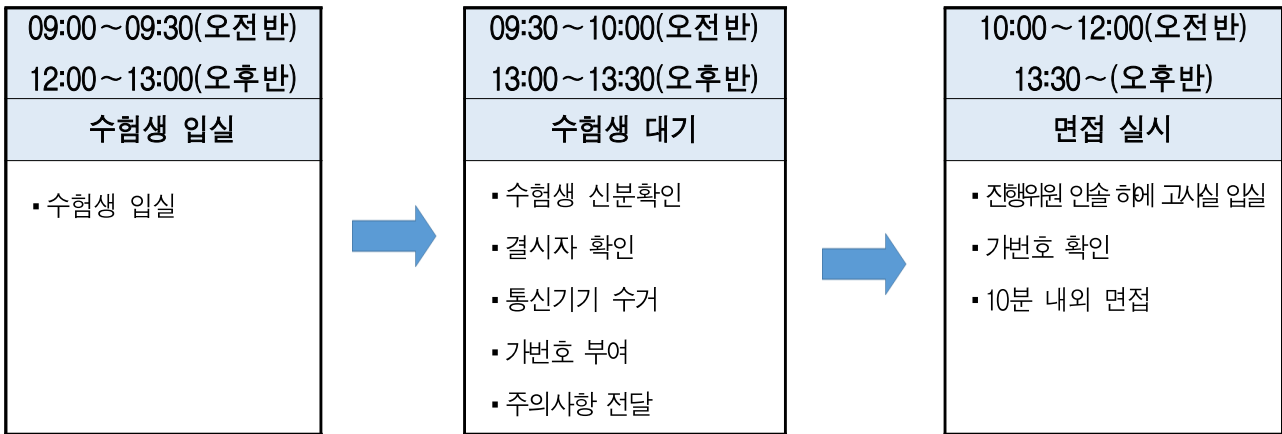 09:00～09:30(오전반)
12:00～13:00(오후반)
수험생 입실
▪수험생 입실
09:30～10:00(오전반)
13:00～13:30(오후반)
수험생 대기
▪수험생 신분확인
▪결시자 확인
▪통신기기 수거
▪가번호 부여
▪주의사항 전달
10:00～12:00(오전반)
13:30～(오후반)
면접 실시
▪진행위원 인솔 하에 고사실 입실
▪가번호 확인
▪10분 내외 면접